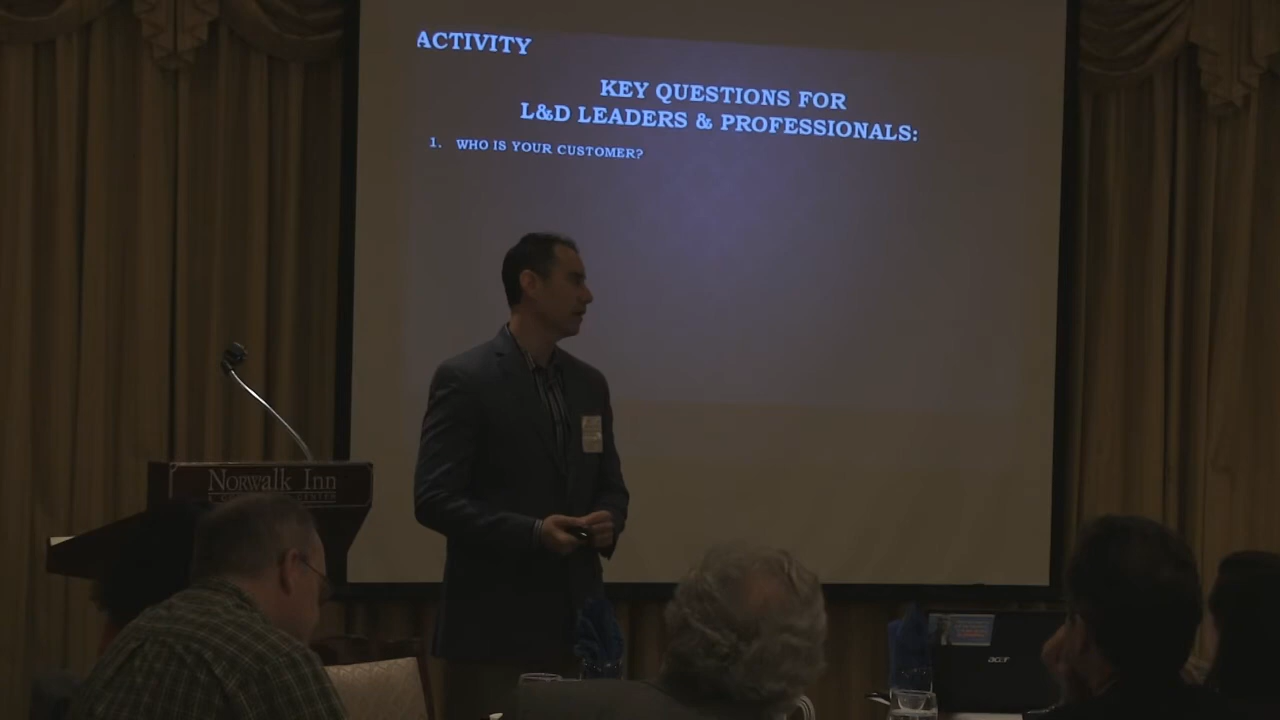 ACTIVITY
KEY QUESTIONS FOR
L&D LEADERS & PROFESSIONALS:
1. WHO IS YOUR CUSTOMER?
NORWALK INN
acer